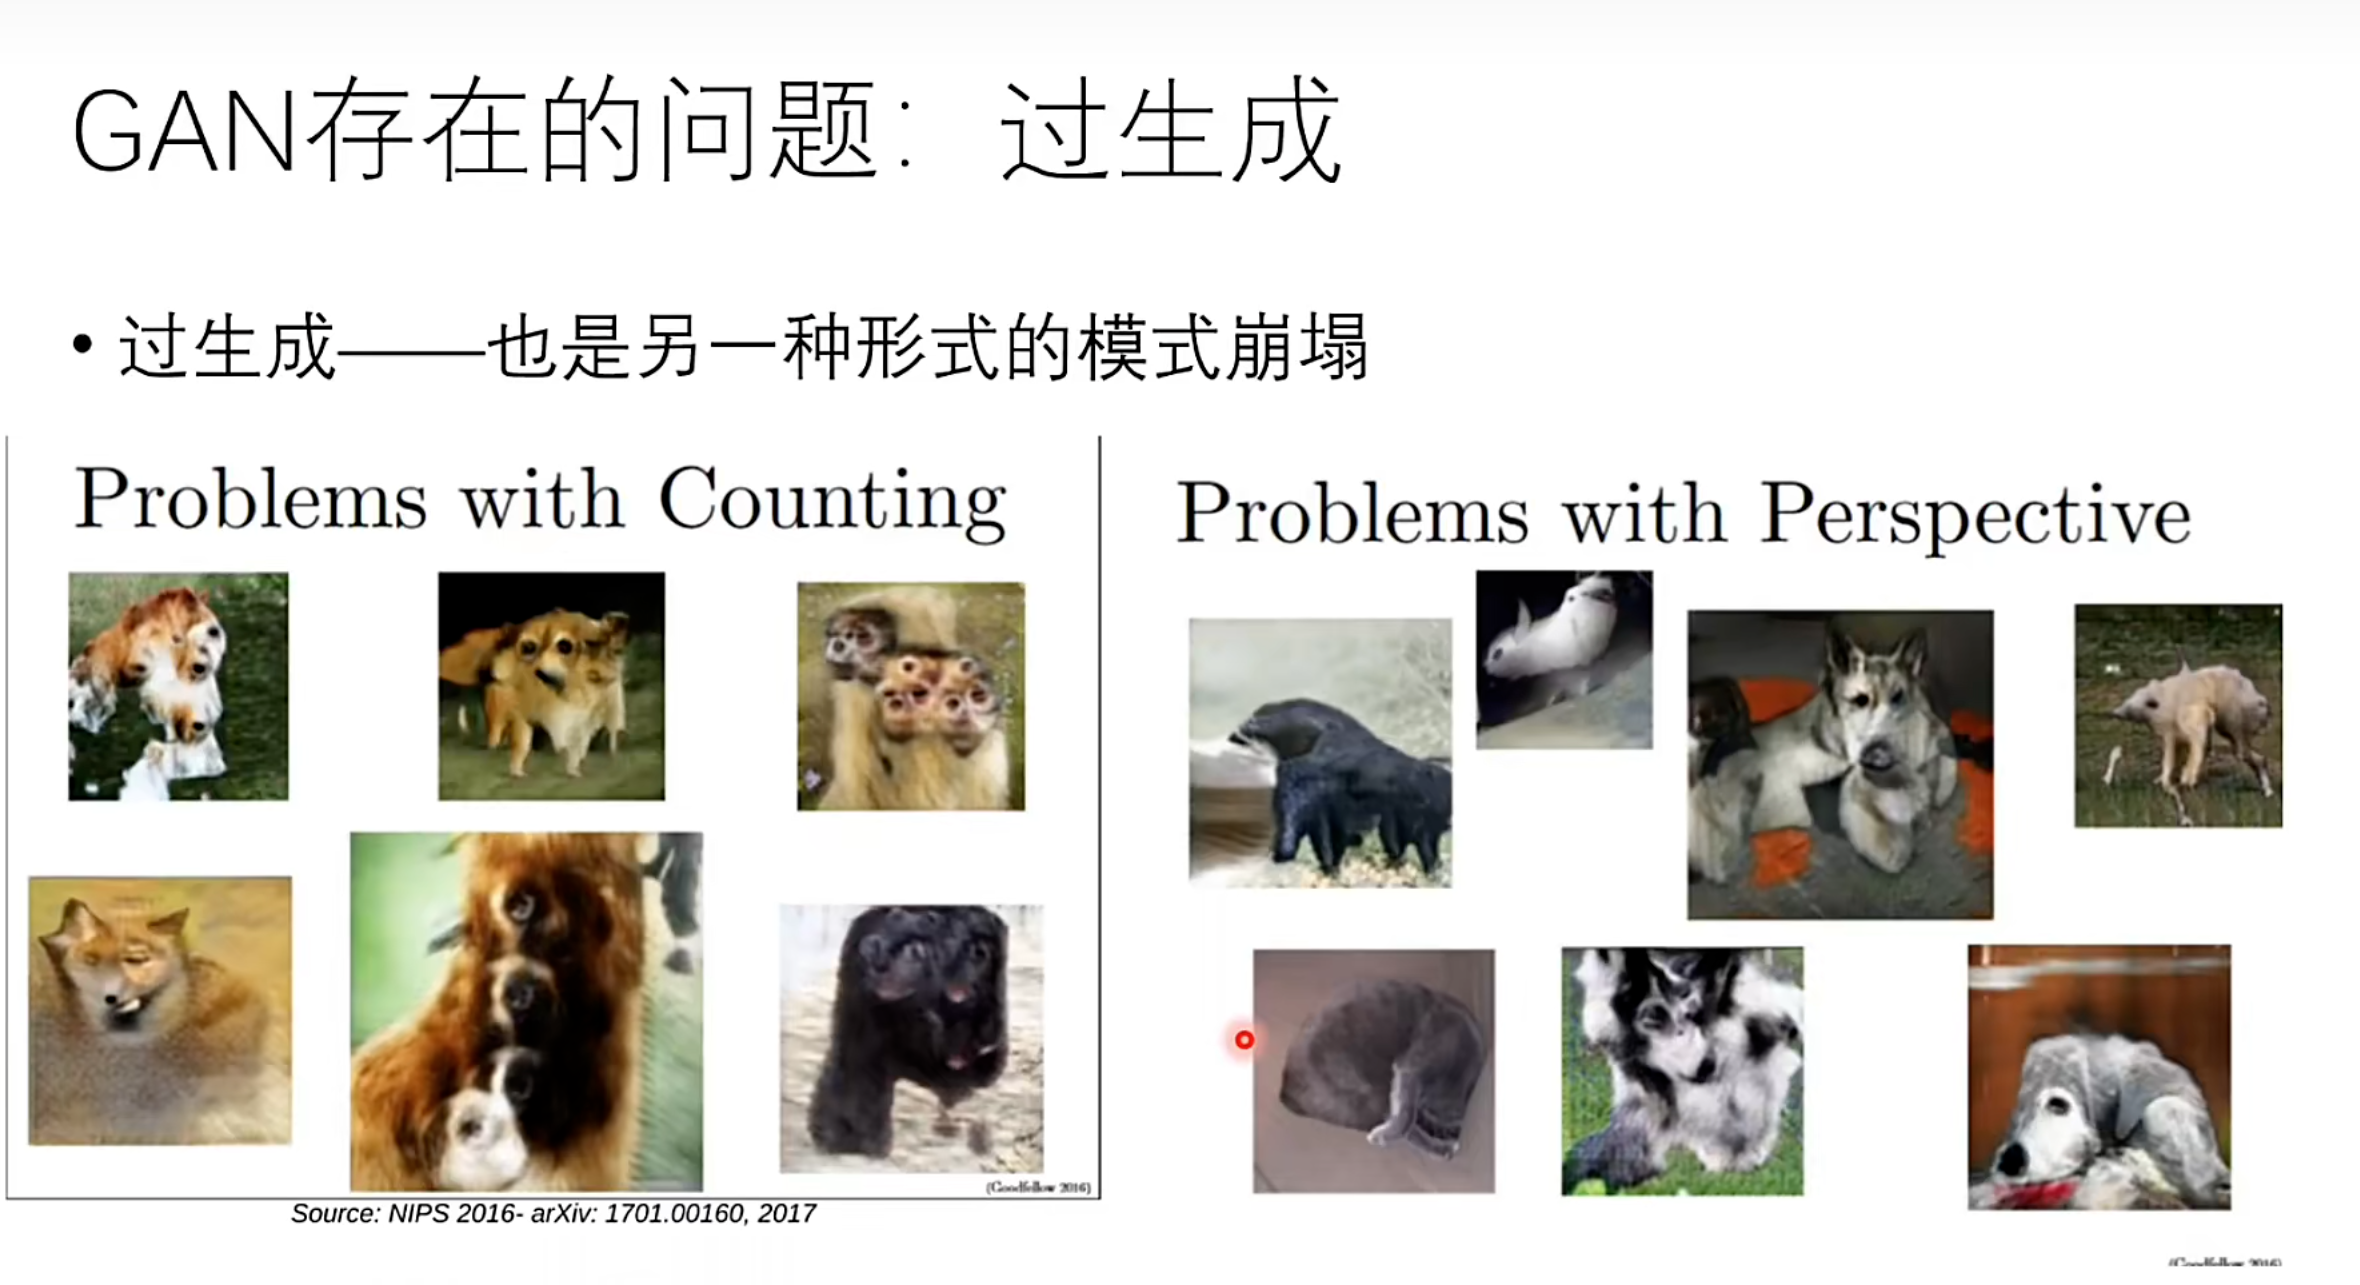 GAN存在的问题： 过生成
• 过生成——也是另一种形式的模式崩塌
Problems with Counting
Problems with Perspective
(Goodfellow 2016)
Source: NIPS 2016- arXiv: 1701.00160, 2017
(Goodfellow 2016)